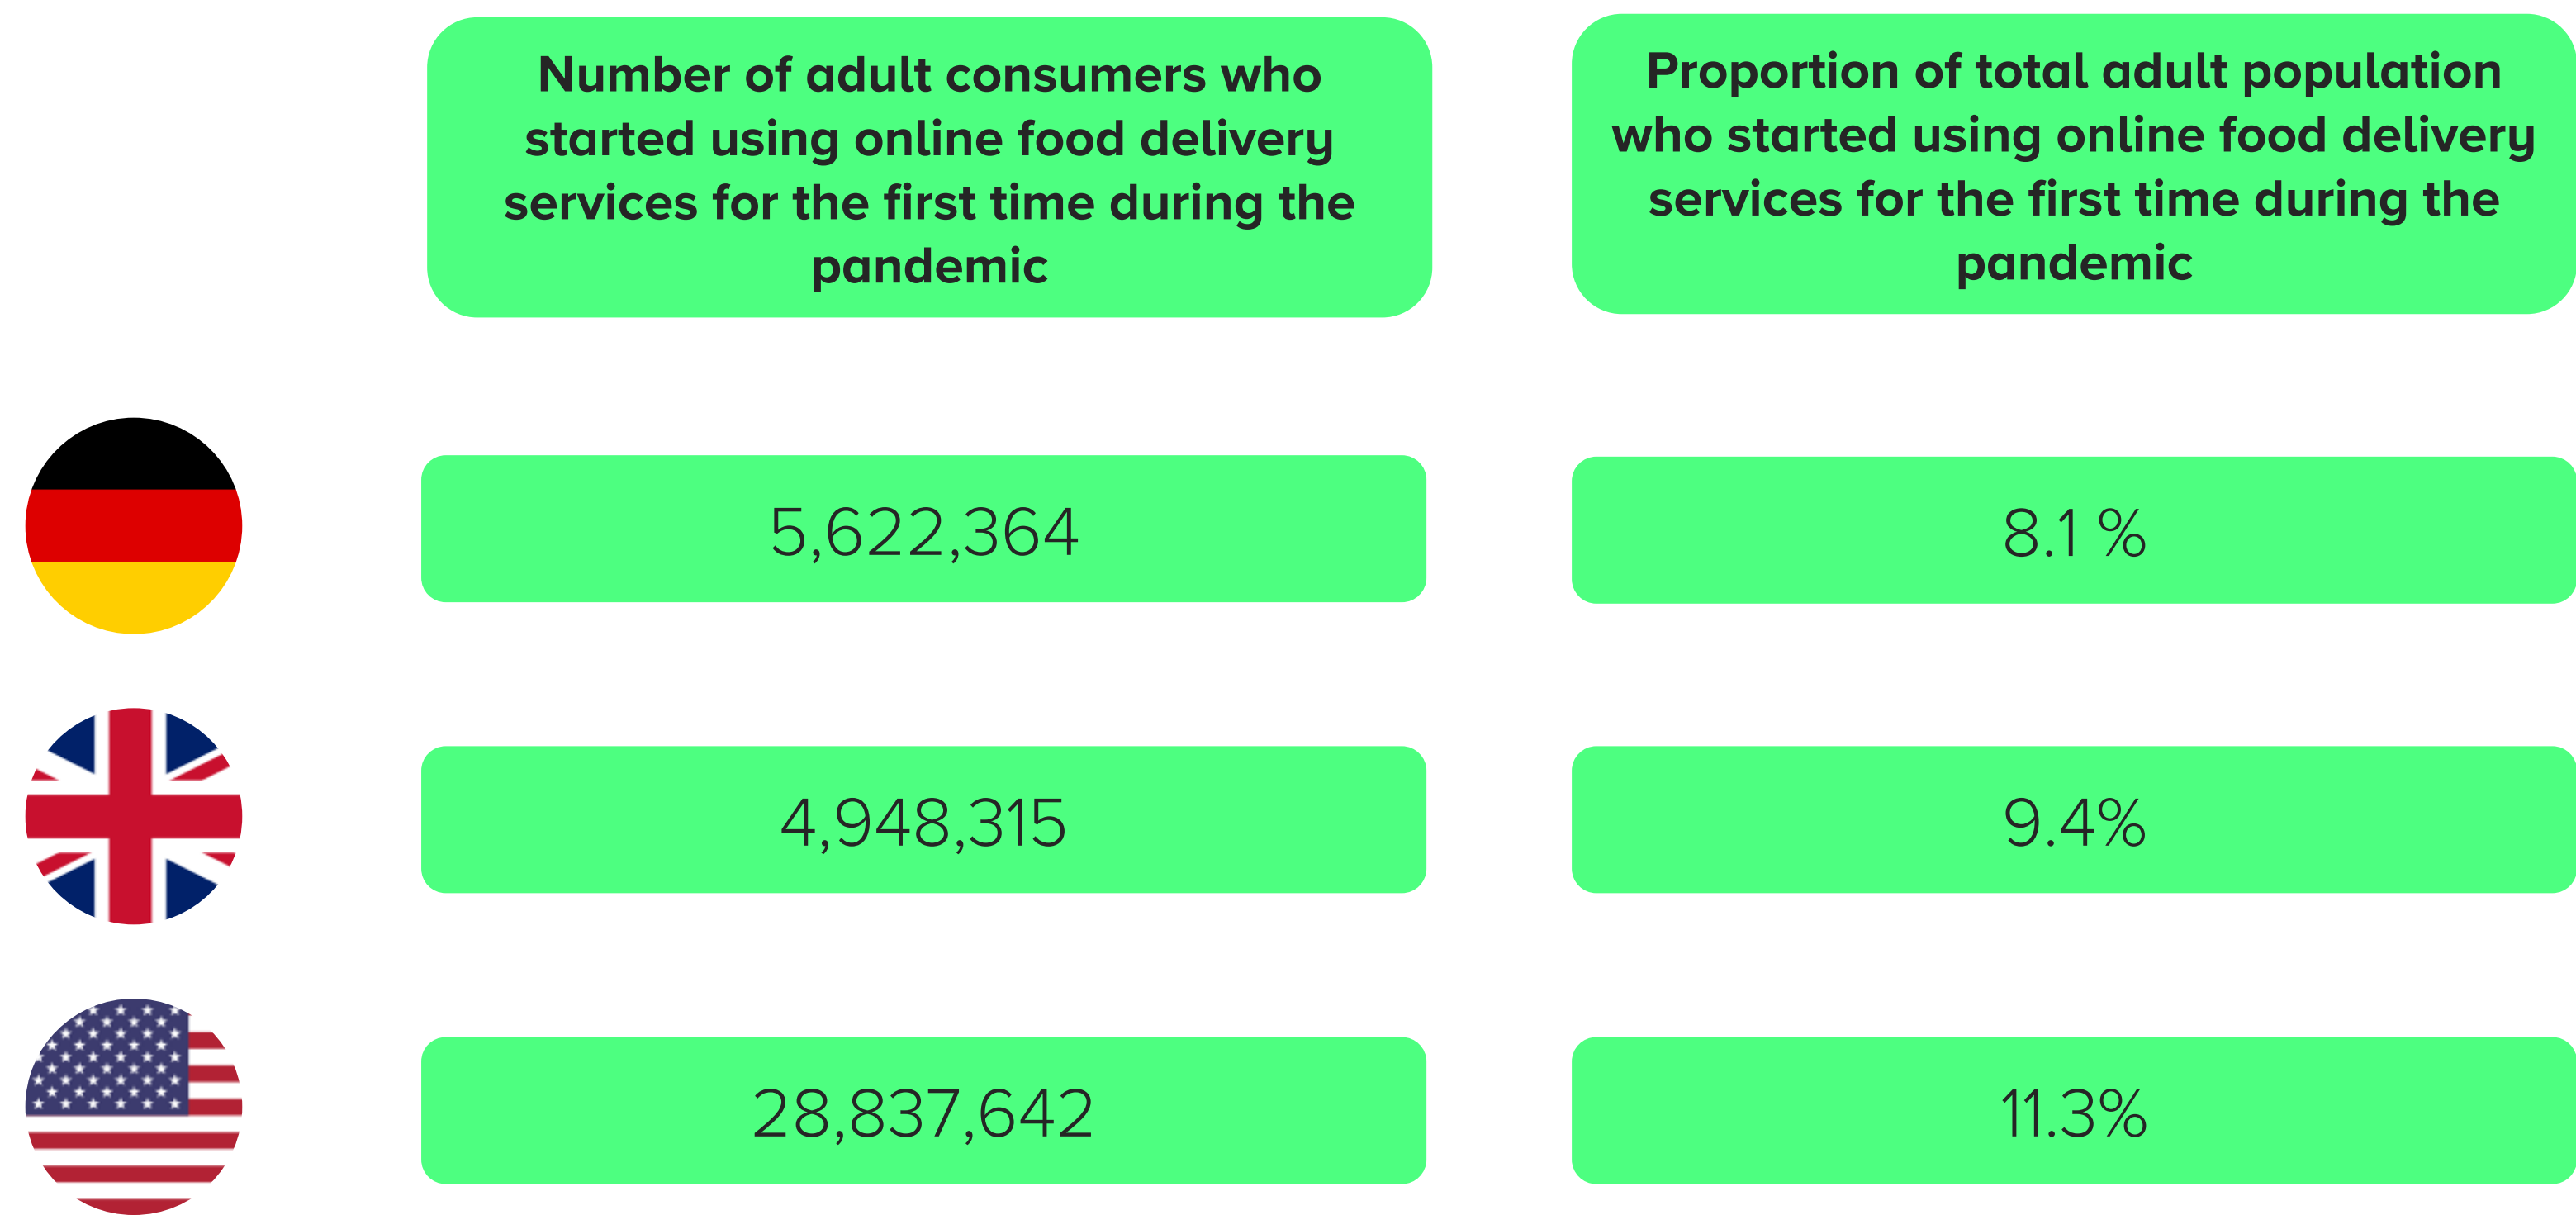 Number of adult consumers who
started using online food delivery
services for the first time during the
pandemic
Proportion of total adult population
who started using online food delivery
services for the first time during the
pandemic
5,622,364
8.1 %
4,948,315
9.4%
28,837,642
11.3%